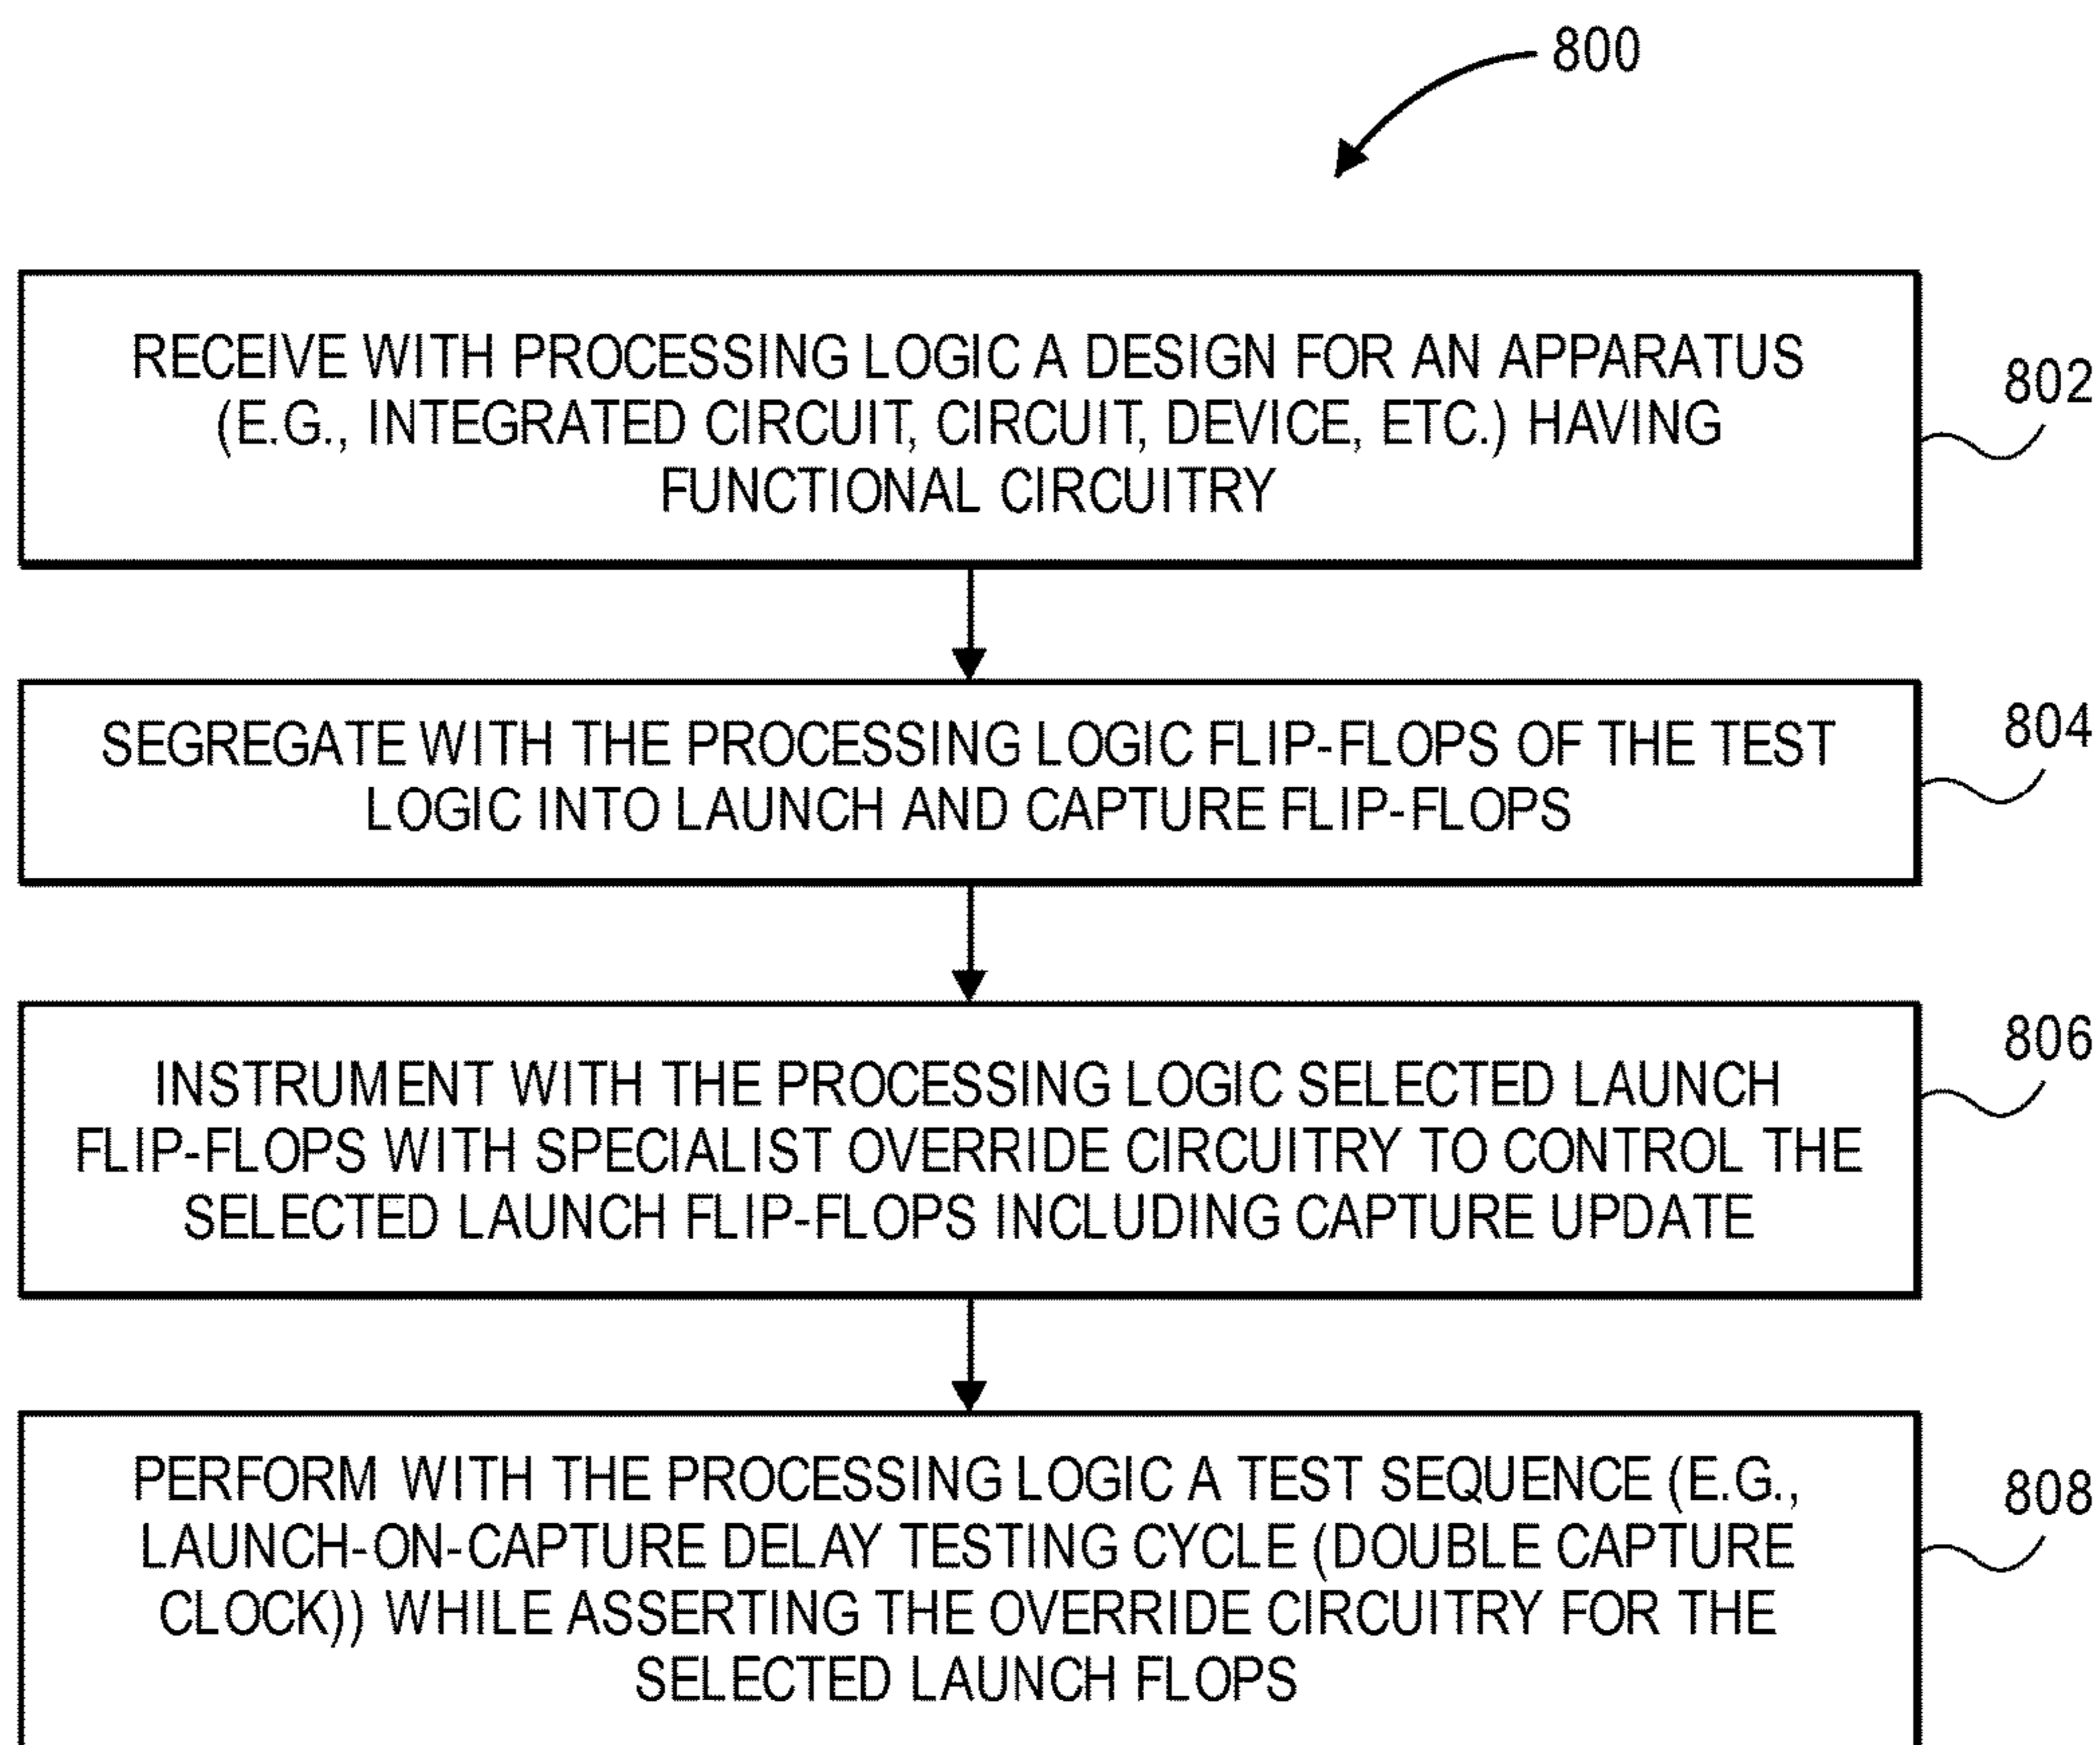 800
RECEIVE WITH PROCESSING LOGIC A DESIGN FOR AN APPARATUS
(E.G., INTEGRATED CIRCUIT, CIRCUIT, DEVICE, ETC.) HAVING
FUNCTIONAL CIRCUITRY
802
SEGREGATE WITH THE PROCESSING LOGIC FLIP-FLOPS OF THE TEST
LOGIC INTO LAUNCH AND CAPTURE FLIP-FLOPS
804
INSTRUMENT WITH THE PROCESSING LOGIC SELECTED LAUNCH
FLIP-FLOPS WITH SPECIALIST OVERRIDE CIRCUITRY TO CONTROL THE
SELECTED LAUNCH FLIP-FLOPS INCLUDING CAPTURE UPDATE
806
PERFORM WITH THE PROCESSING LOGIC A TEST SEQUENCE (E.G.,
LAUNCH-ON-CAPTURE DELAY TESTING CYCLE (DOUBLE CAPTURE
CLOCK)) WHILE ASSERTING THE OVERRIDE CIRCUITRY FOR THE
SELECTED LAUNCH FLOPS
808